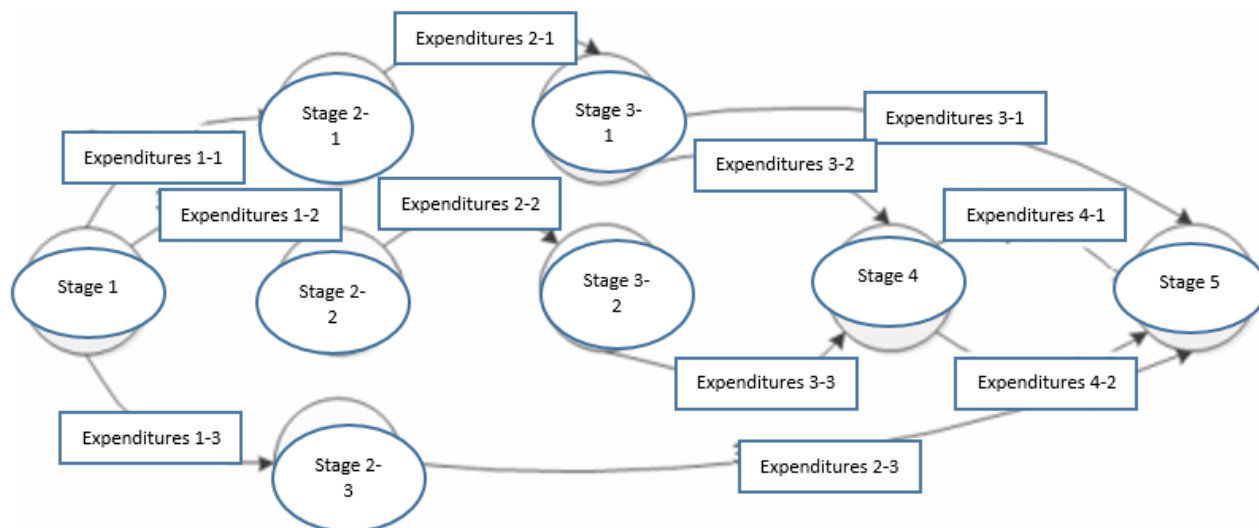 Expenditures 2-1
Stage 2-
1
Stage 3-
1
Expenditures 3-1
Expenditures 1-1
Expenditures 3-2
Expenditures 1-2
Expenditures 2-2
Expenditures 4-1
Stage 1
Stage 2-
2
Stage 3-
2
Stage 4
Stage 5
Expenditures 3-3
Expenditures 4-2
Expenditures 1-3
Stage 2-
3
Expenditures 2-3